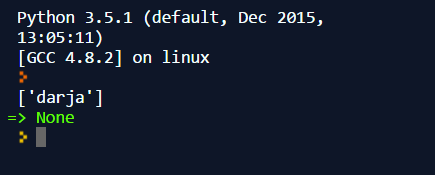 Python 3.5.1 (default, Dec 2015,
13:05:11)
[GCC 4.8.2] on linux
['darja']
=> None